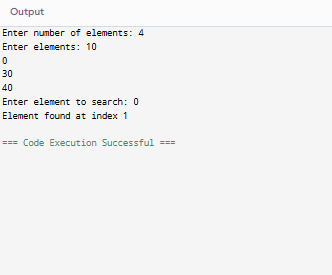 Output
Enter number of elements: 4
Enter elements: 10
0
30
40
Enter element to search: 0
Element found at index 1
=== Code Execution Successful ===